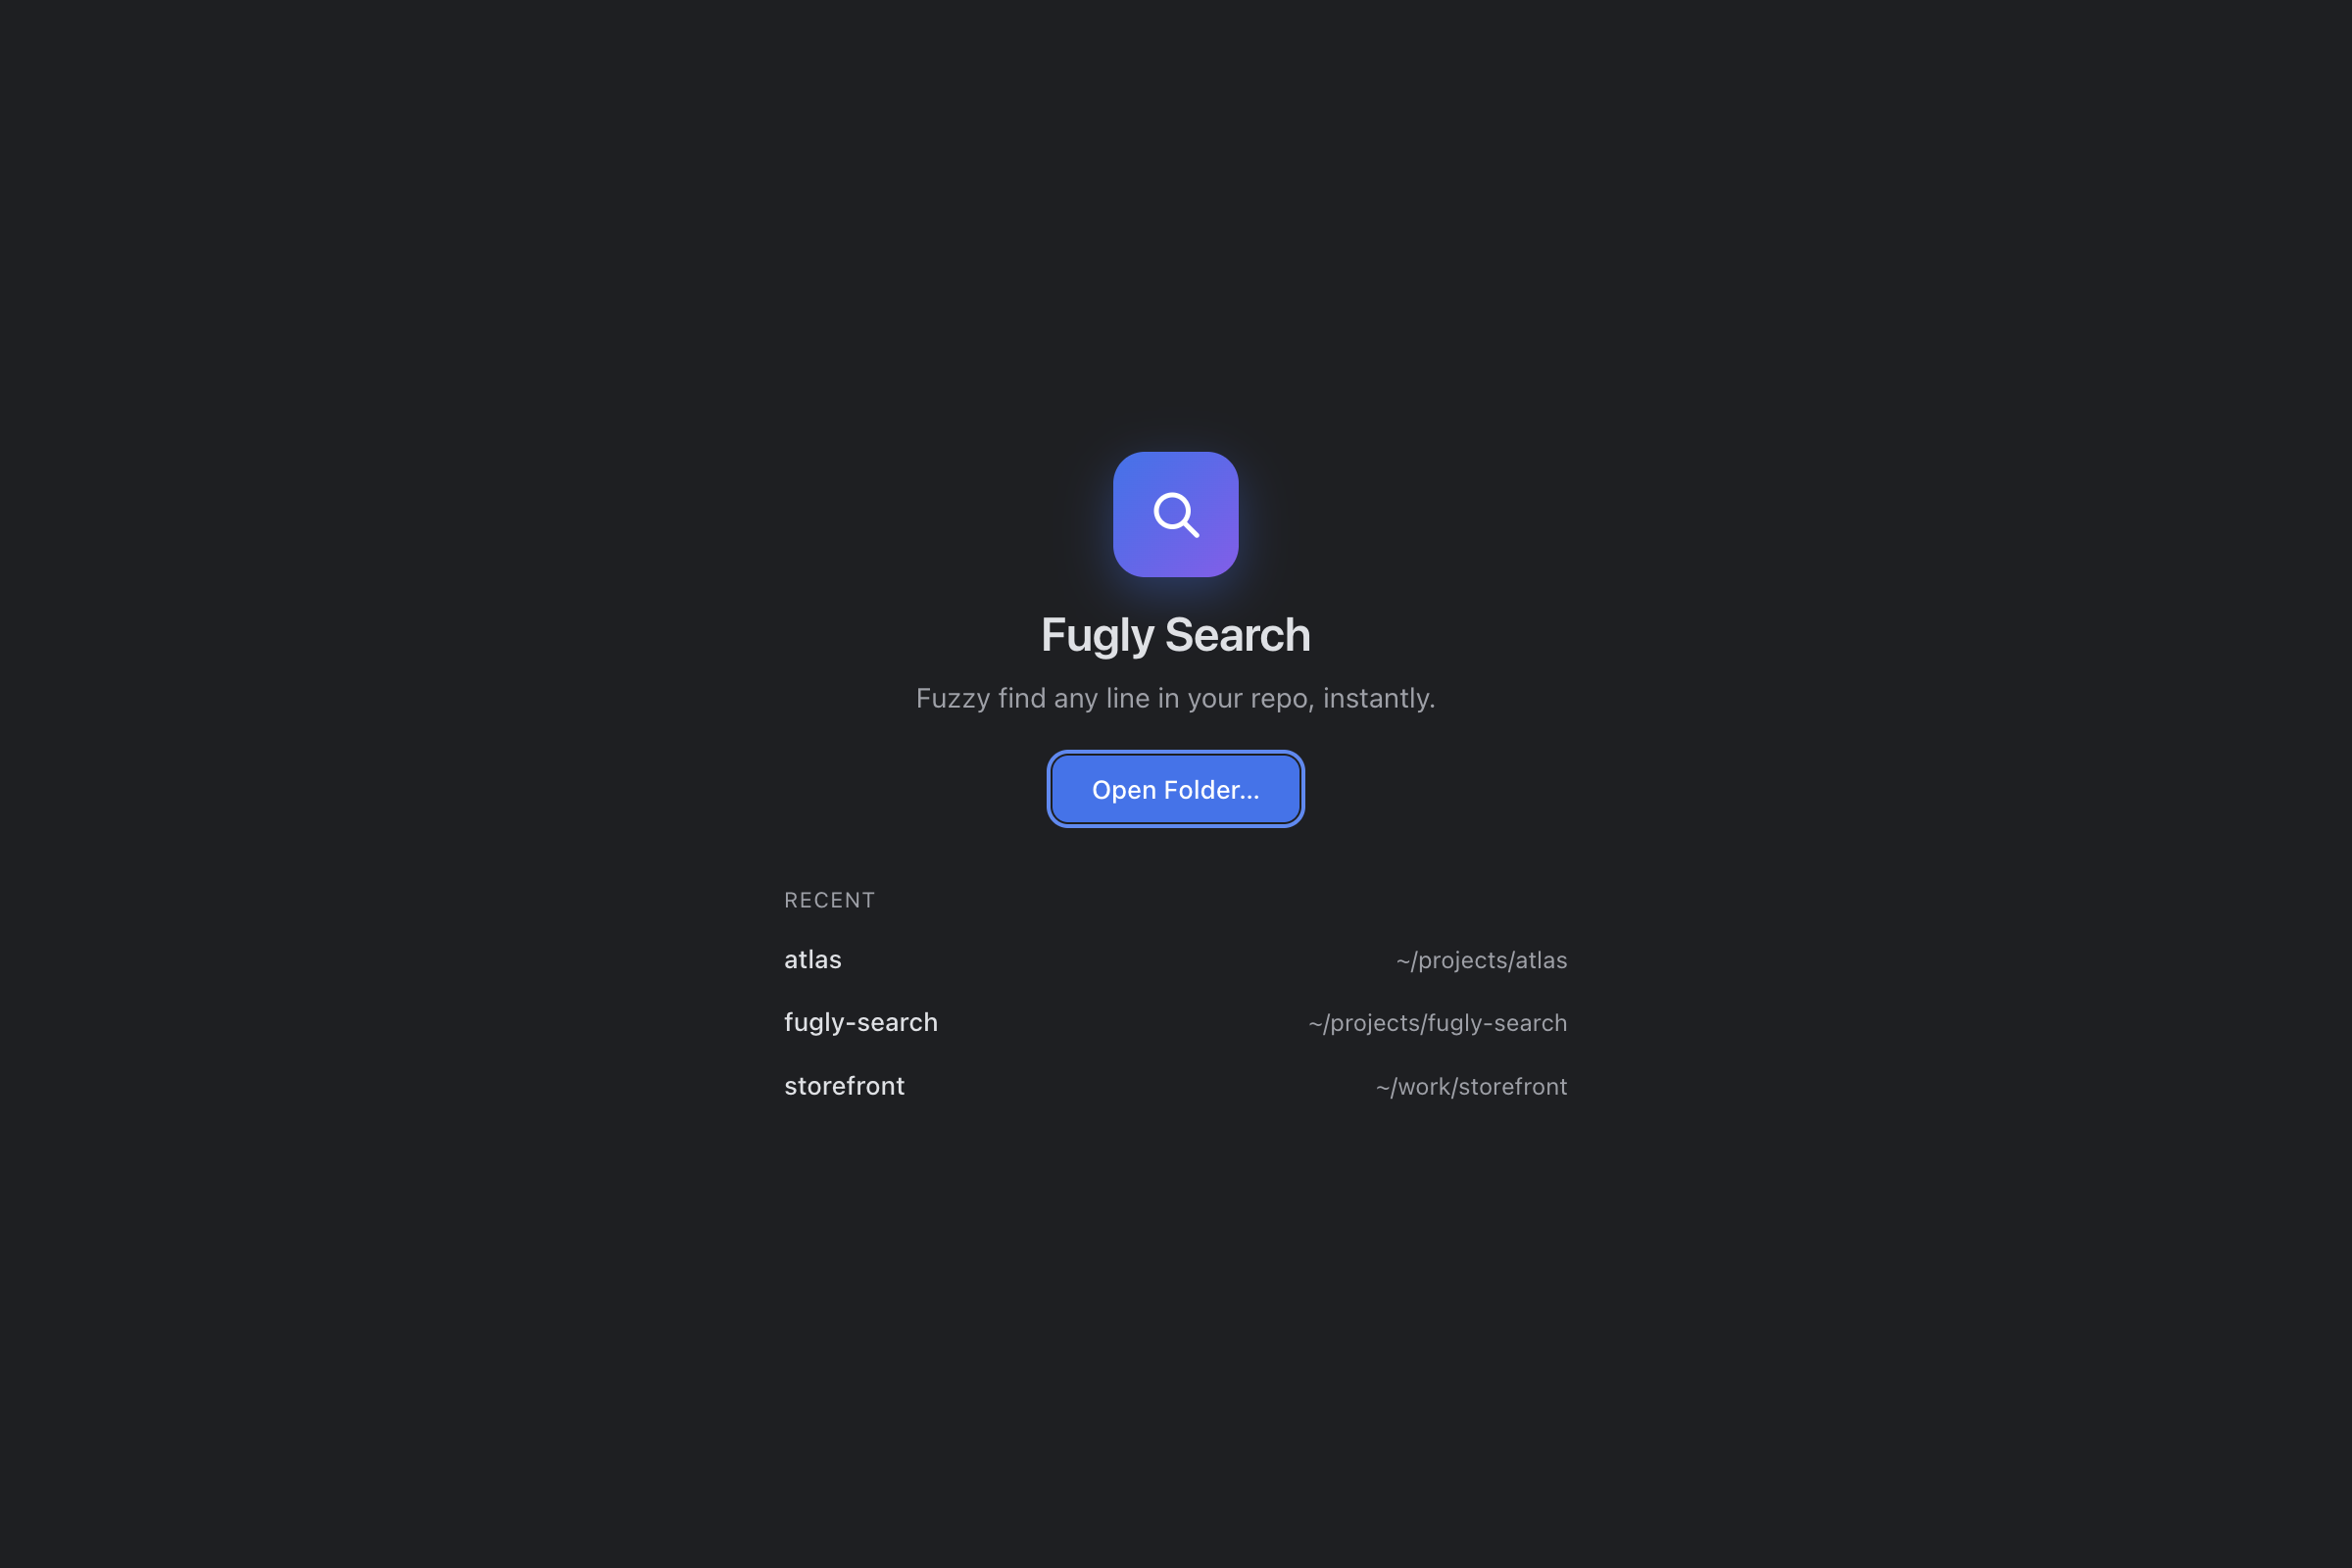 Fugly Search
Fuzzy find any line in your repo, instantly.
Open Folder...
RECENT
atlas ~/projects/atlas
fugly-search ~/projects/fugly-search
storefront ~/work/storefront